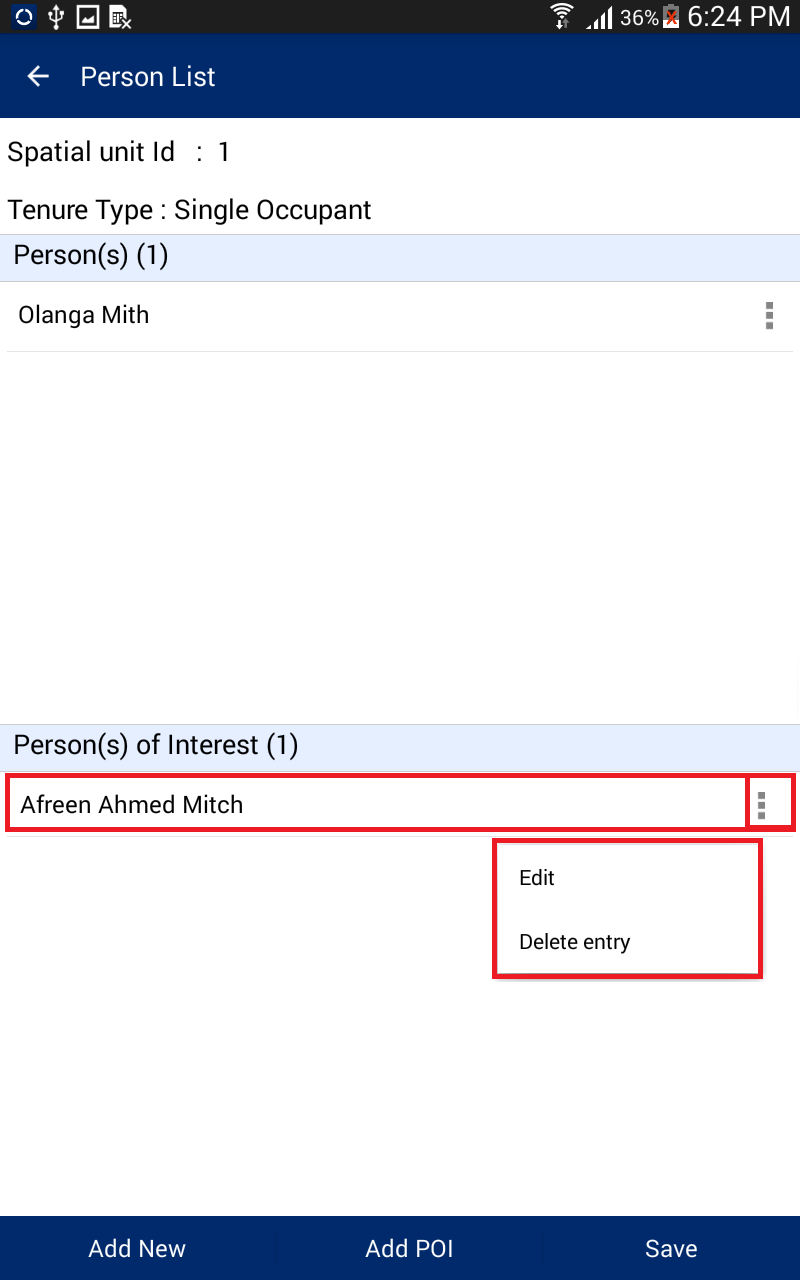 36% 6:24 PM
Person List
Spatial unit Id : 1
Tenure Type : Single Occupant
Person(s) (1)
Olanga Mith
Person(s) of Interest (1)
Afreen Ahmed Mitch
Edit
Delete entry
Add New Add POI Save